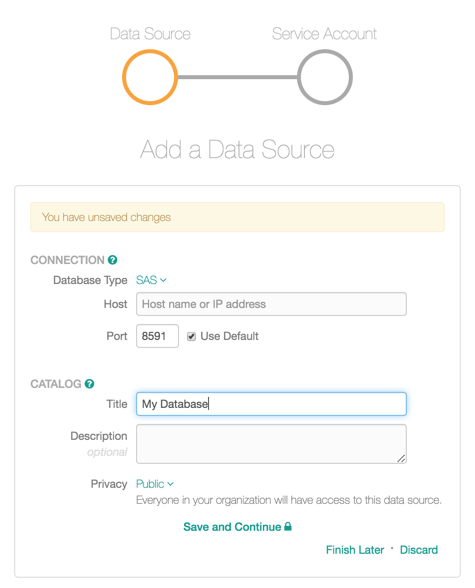 Data Source Service Account
Add a Data Source
You have unsaved changes
CONNECTION
Database Type SAS
Host Host name or IP address
Port 8591 Use Default
CATALOG
Title My Database
Description
optional
Privacy Public
Everyone in your organization will have access to this data source.
Save and Continue
Finish Later · Discard